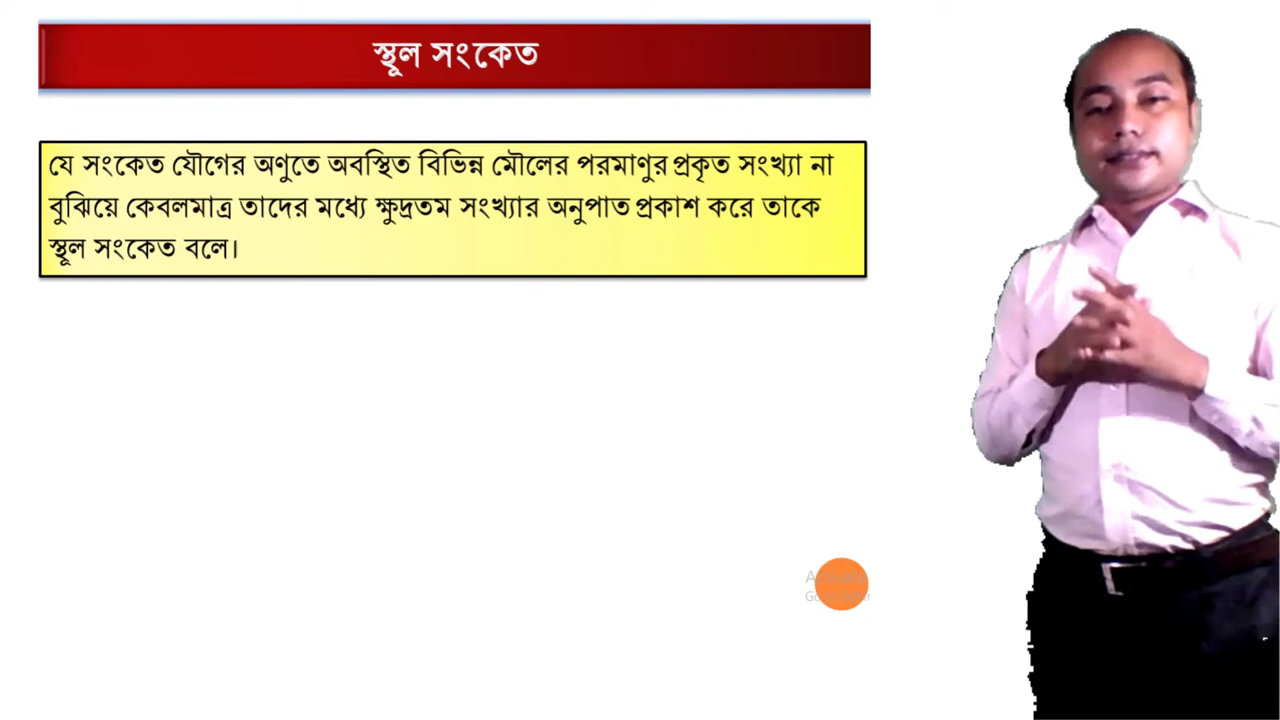 স্থূল সংকেত
যে সংকেত যৌগের অণুতে অবস্থিত বিভিন্ন মৌলের পরমাণুর প্রকৃত সংখ্যা না
বুঝিয়ে কেবলমাত্র তাদের মধ্যে ক্ষুদ্রতম সংখ্যার অনুপাত প্রকাশ করে তাকে
স্থূল সংকেত বলে।